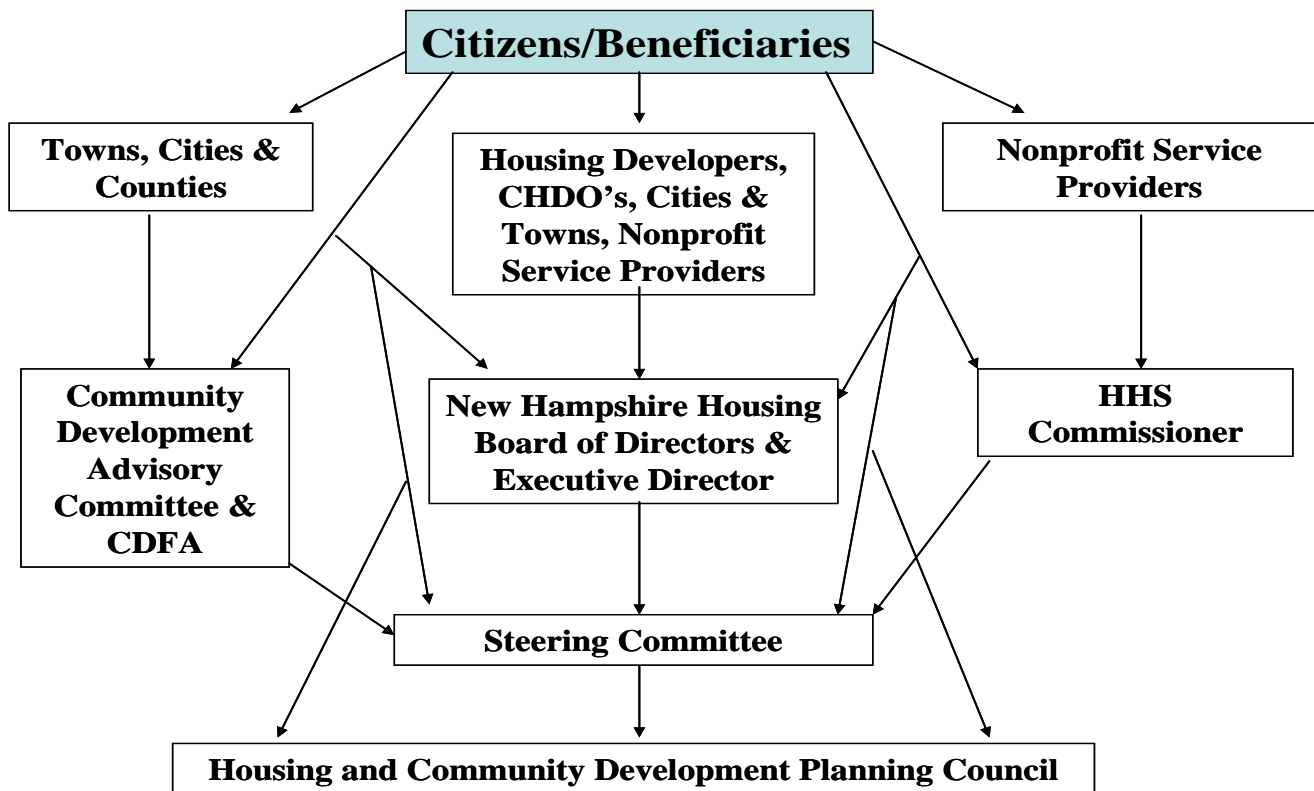 Citizens/Beneficiaries
Towns, Cities &
Counties
Housing Developers,
CHDO’s, Cities &
Towns, Nonprofit
Service Providers
Nonprofit Service
Providers
Community
Development
Advisory
Committee &
CDFA
New Hampshire Housing
Board of Directors &
Executive Director
HHS
Commissioner
Steering Committee
Housing and Community Development Planning Council